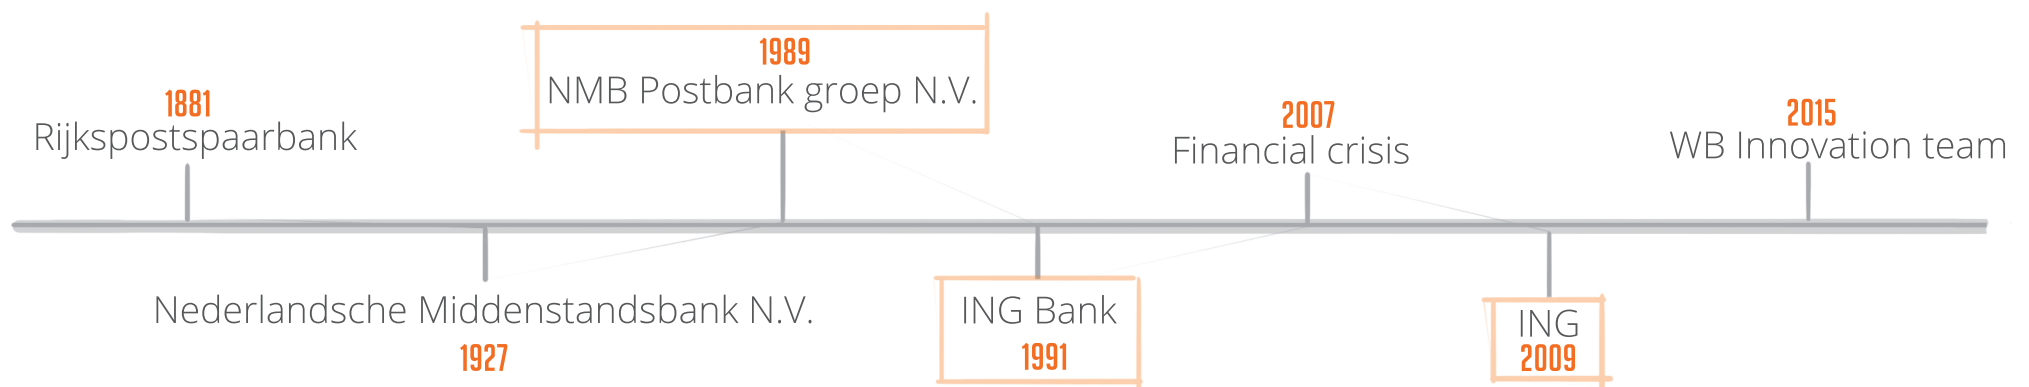 1881
Rijkspostspaarbank
Nederlandsche Middenstandsbank N.V.
1927
1989
NMB Postbank groep N.V.
ING Bank
1991
2007
Financial crisis
ING
2009
2015
WB Innovation team